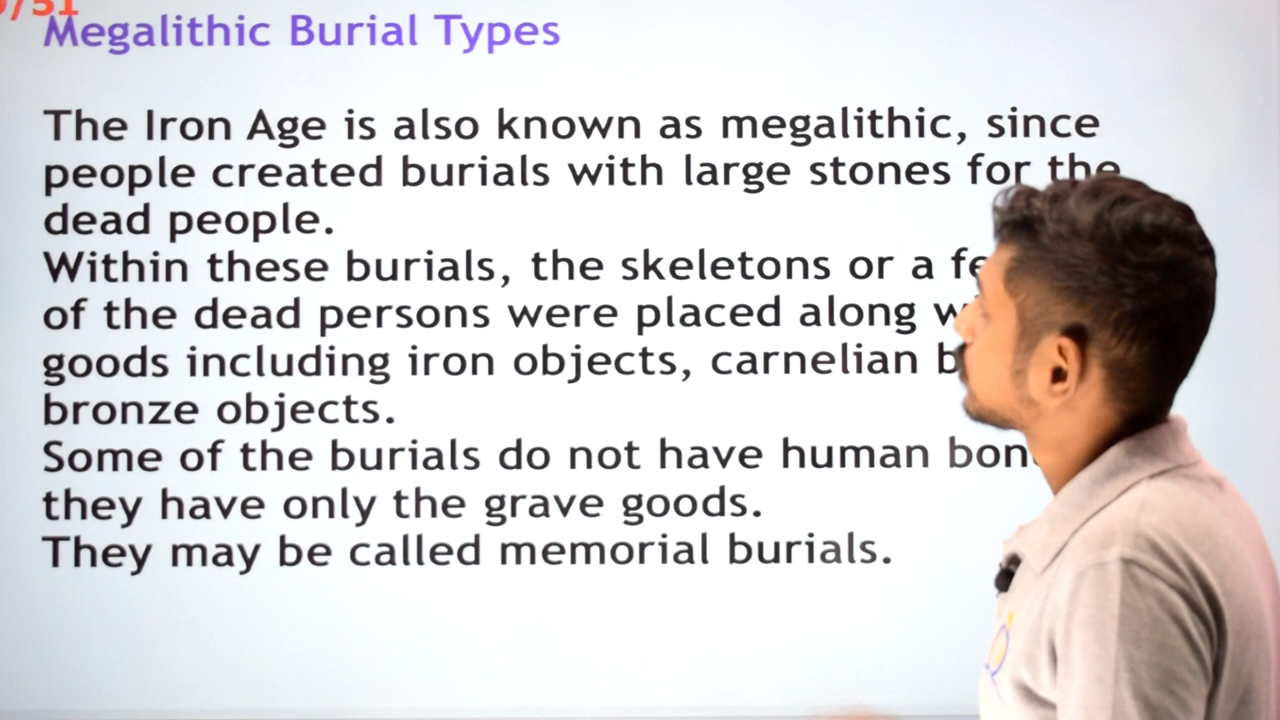 /51
Megalithic Burial Types
The Iron Age is also known as megalithic, since
people created burials with large stones for the
dead people.
Within these burials, the skeletons or a
of the dead persons were placed along
goods including iron objects, carnelian
bronze objects.
Some of the burials do not have human
they have only the grave goods.
They may be called memorial burials.